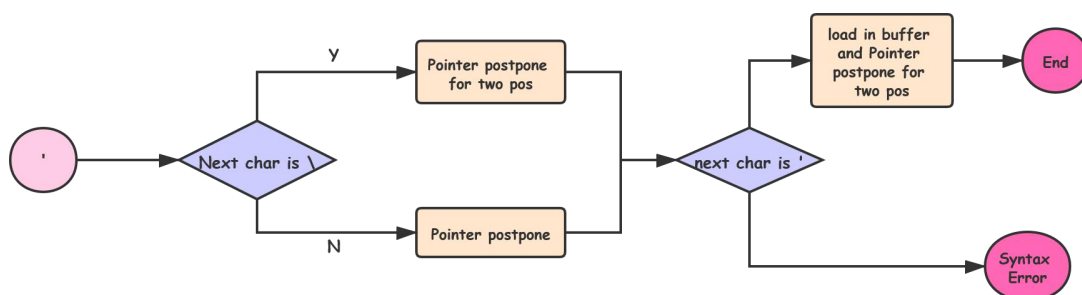 '
Next char is \
Y
Pointer postpone
for two pos
N
Pointer postpone
next char is '
load in buffer
and Pointer
postpone for
two pos
End
Syntax
Error